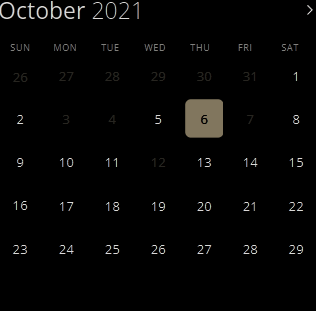 October 2021 >
SUN MON TUE WED THU FRI SAT
26 27 28 29 30 31 1
2 3 4 5 6 7 8
9 10 11 12 13 14 15
16 17 18 19 20 21 22
23 24 25 26 27 28 29